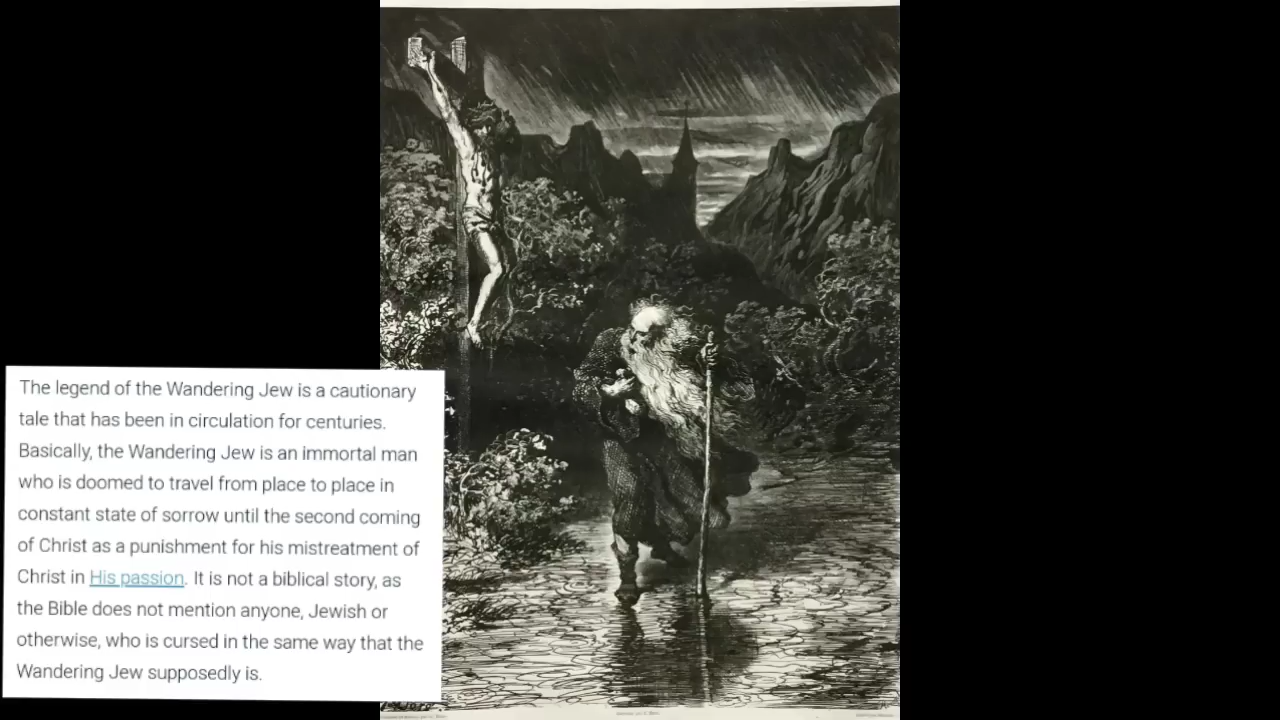 The legend of the Wandering Jew is a cautionary
tale that has been in circulation for centuries.
Basically, the Wandering Jew is an immortal man
who is doomed to travel from place to place in
constant state of sorrow until the second coming
of Christ as a punishment for his mistreatment of
Christ in His passion. It is not a biblical story, as
the Bible does not mention anyone, Jewish or
otherwise, who is cursed in the same way that the
Wandering Jew supposedly is.